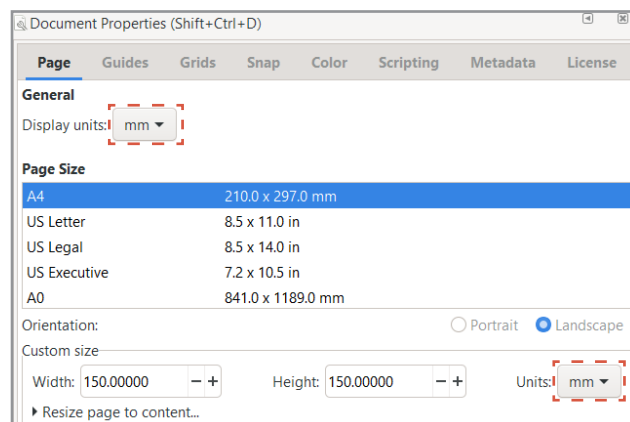 Document Properties (Shift+Ctrl+D)
Page Guides Grids Snap Color Scripting Metadata License
General
Display units: mm
Page Size
A4 210.0 x 297.0 mm
US Letter 8.5 x 11.0 in
US Legal 8.5 x 14.0 in
US Executive 7.2 x 10.5 in
A0 841.0 x 1189.0 mm
Orientation: Portrait Landscape
Custom size
Width: 150.00000 − + Height: 150.00000 − + Units: mm
Resize page to content...